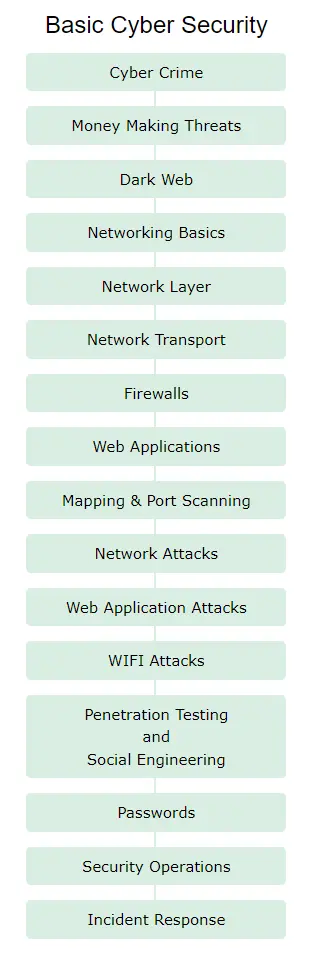 Basic Cyber Security
Cyber Crime
Money Making Threats
Dark Web
Networking Basics
Network Layer
Network Transport
Firewalls
Web Applications
Mapping & Port Scanning
Network Attacks
Web Application Attacks
WIFI Attacks
Penetration Testing
and
Social Engineering
Passwords
Security Operations
Incident Response